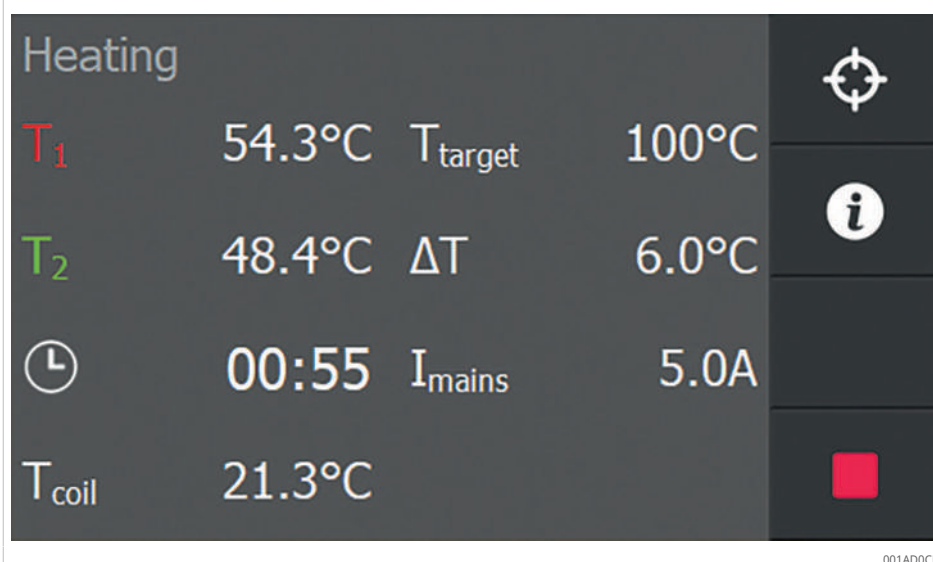 Heating
T1 54.3°C Ttarget 100°C
T2 48.4°C ΔT 6.0°C
00:55 Imains 5.0A
Tcoil 21.3°C
i